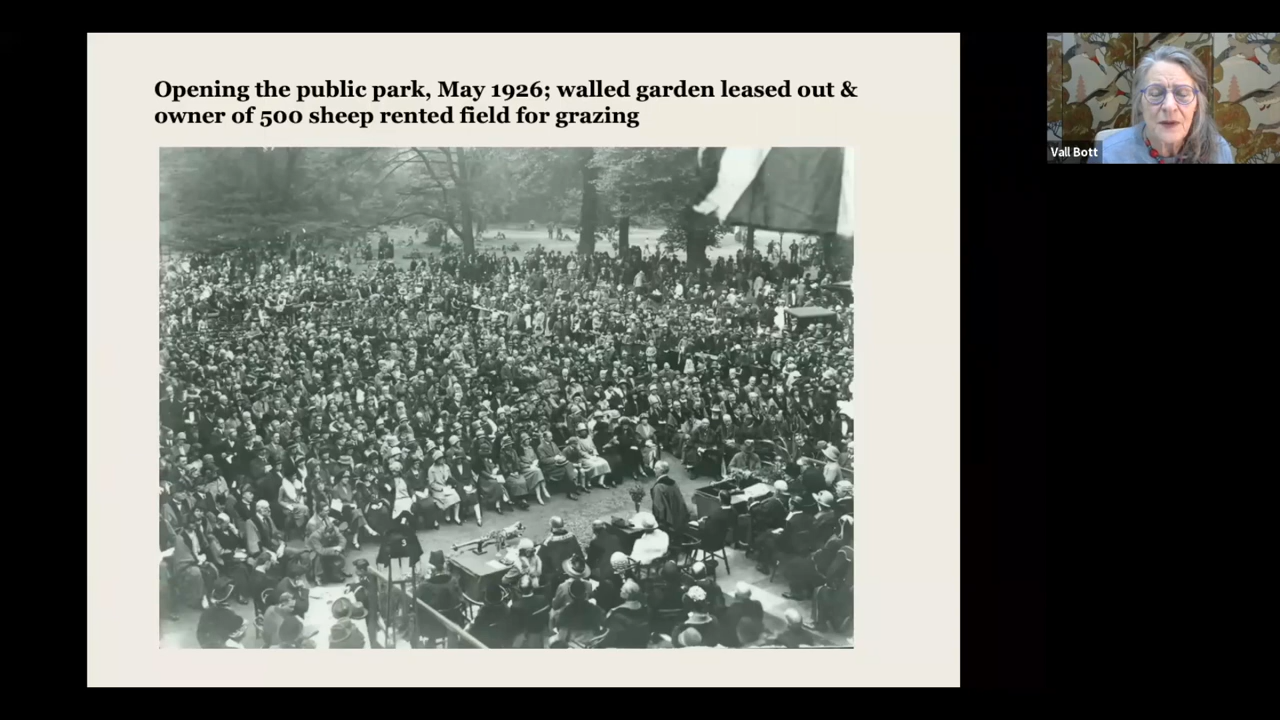 Opening the public park, May 1926; walled garden leased out &
owner of 500 sheep rented field for grazing
Vall Bott